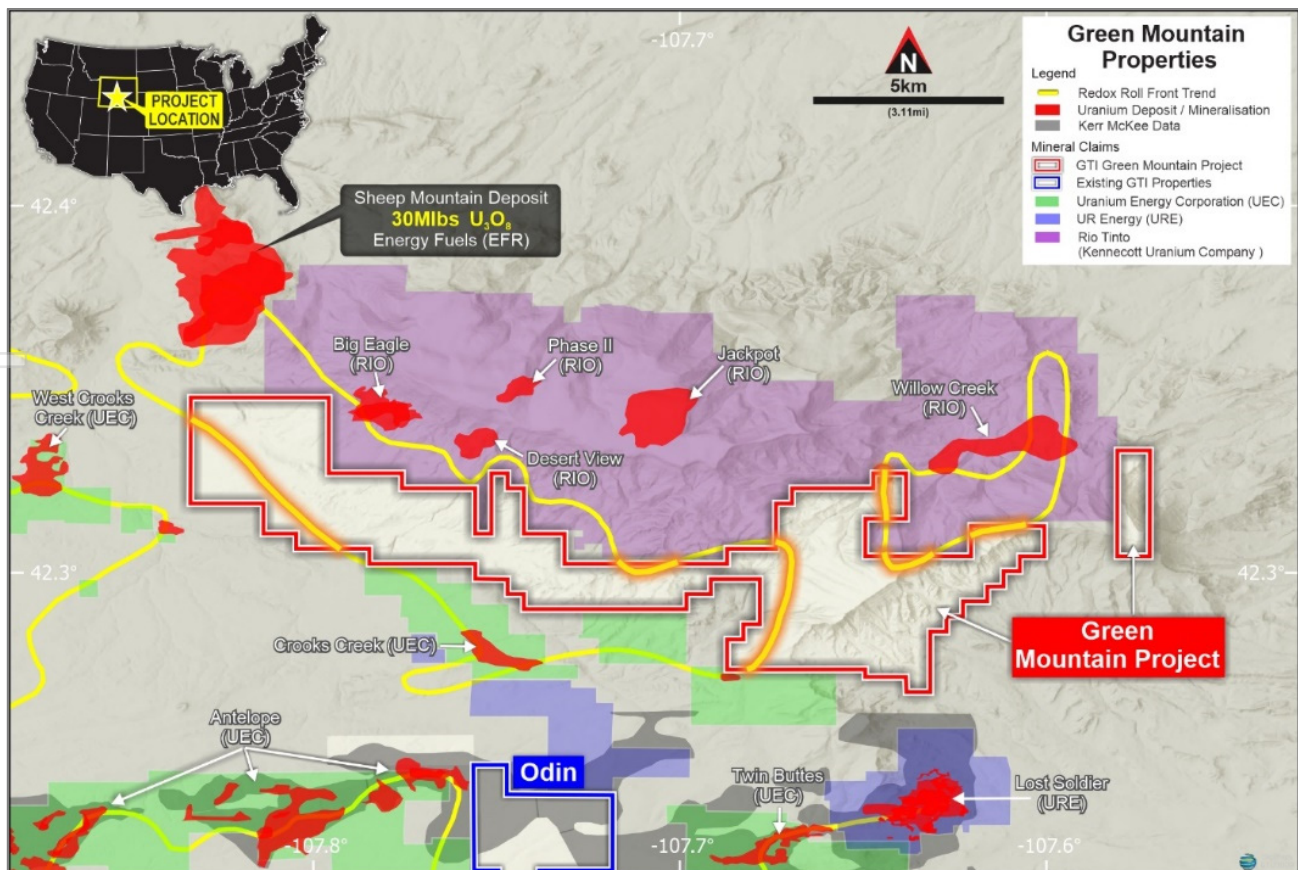 -107.7°
PROJECT
LOCATION
N
5km
(3.11mi)
Green Mountain
Properties
Legend
Redox Roll Front Trend
Uranium Deposit / Mineralisation
Kerr McKee Data
Mineral Claims
GTI Green Mountain Project
Existing GTI Properties
Uranium Energy Corporation (UEC)
UR Energy (URE)
Rio Tinto
(Kennecott Uranium Company )
42.4°
Sheep Mountain Deposit
30Mlbs U₃O₈
Energy Fuels (EFR)
Big Eagle
(RIO)
Phase II
(RIO)
Jackpot
(RIO)
Willow Creek
(RIO)
West Crooks
Creek (UEC)
Desert View
(RIO)
42.3°
42.3°
Crooks Creek (UEC)
Green
Mountain Project
Antelope
(UEC)
Odin
Twin Buttes
(UEC)
Lost Soldier
(URE)
-107.8°
-107.7°
-107.6°